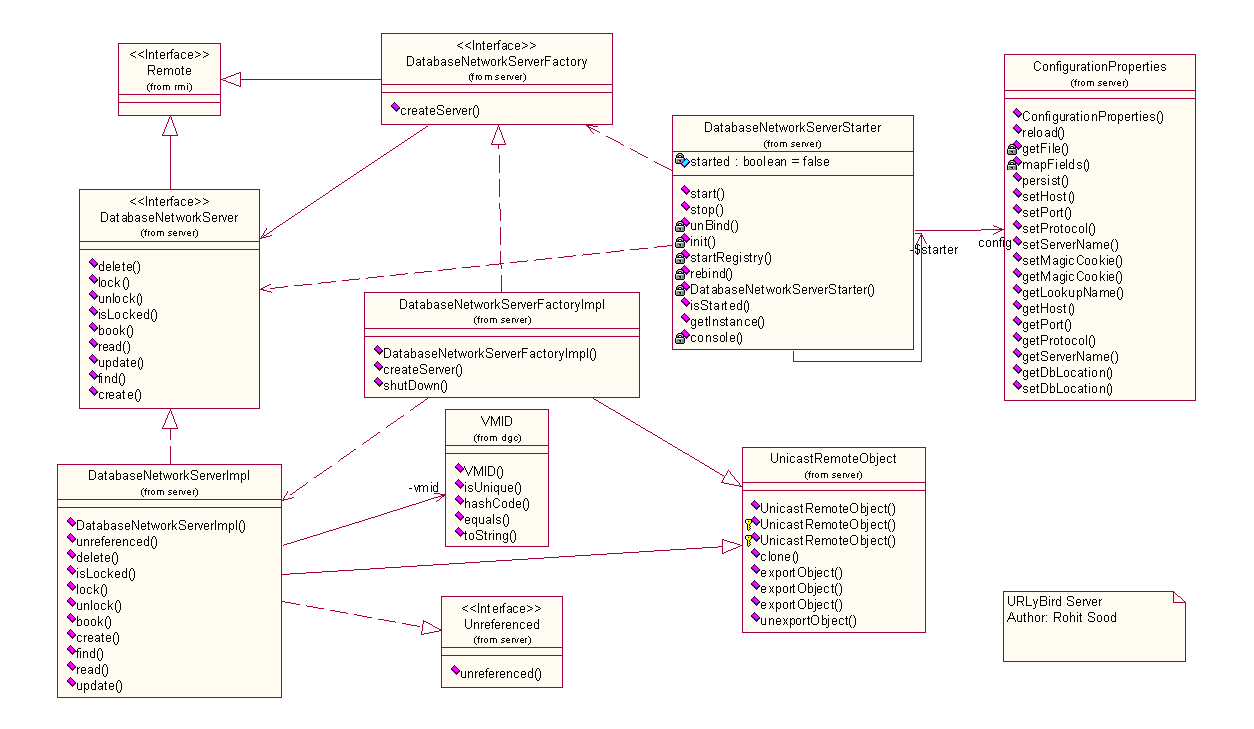 <<Interface>>
Remote
(from rmi)
<<Interface>>
DatabaseNetworkServerFactory
(from server)
createServer()
DatabaseNetworkServerStarter
(from server)
started : boolean = false
start()
stop()
unBind()
init()
startRegistry()
rebind()
DatabaseNetworkServerStarter()
isStarted()
getInstance()
console()
-$starter
config
ConfigurationProperties
(from server)
ConfigurationProperties()
reload()
getFile()
mapFields()
persist()
setHost()
setPort()
setProtocol()
setServerName()
setMagicCookie()
getMagicCookie()
getLookupName()
getHost()
getPort()
getProtocol()
getServerName()
getDbLocation()
setDbLocation()
<<Interface>>
DatabaseNetworkServer
(from server)
delete()
lock()
unlock()
isLocked()
book()
read()
update()
find()
create()
DatabaseNetworkServerFactoryImpl
(from server)
DatabaseNetworkServerFactoryImpl()
createServer()
shutDown()
VMID
(from dgc)
VMID()
isUnique()
hashCode()
equals()
toString()
-vmid
DatabaseNetworkServerImpl
(from server)
DatabaseNetworkServerImpl()
unreferenced()
delete()
isLocked()
lock()
unlock()
book()
create()
find()
read()
update()
UnicastRemoteObject
(from server)
UnicastRemoteObject()
UnicastRemoteObject()
UnicastRemoteObject()
clone()
exportObject()
exportObject()
exportObject()
unexportObject()
<<Interface>>
Unreferenced
(from server)
unreferenced()
URLyBird Server
Author: Rohit Sood